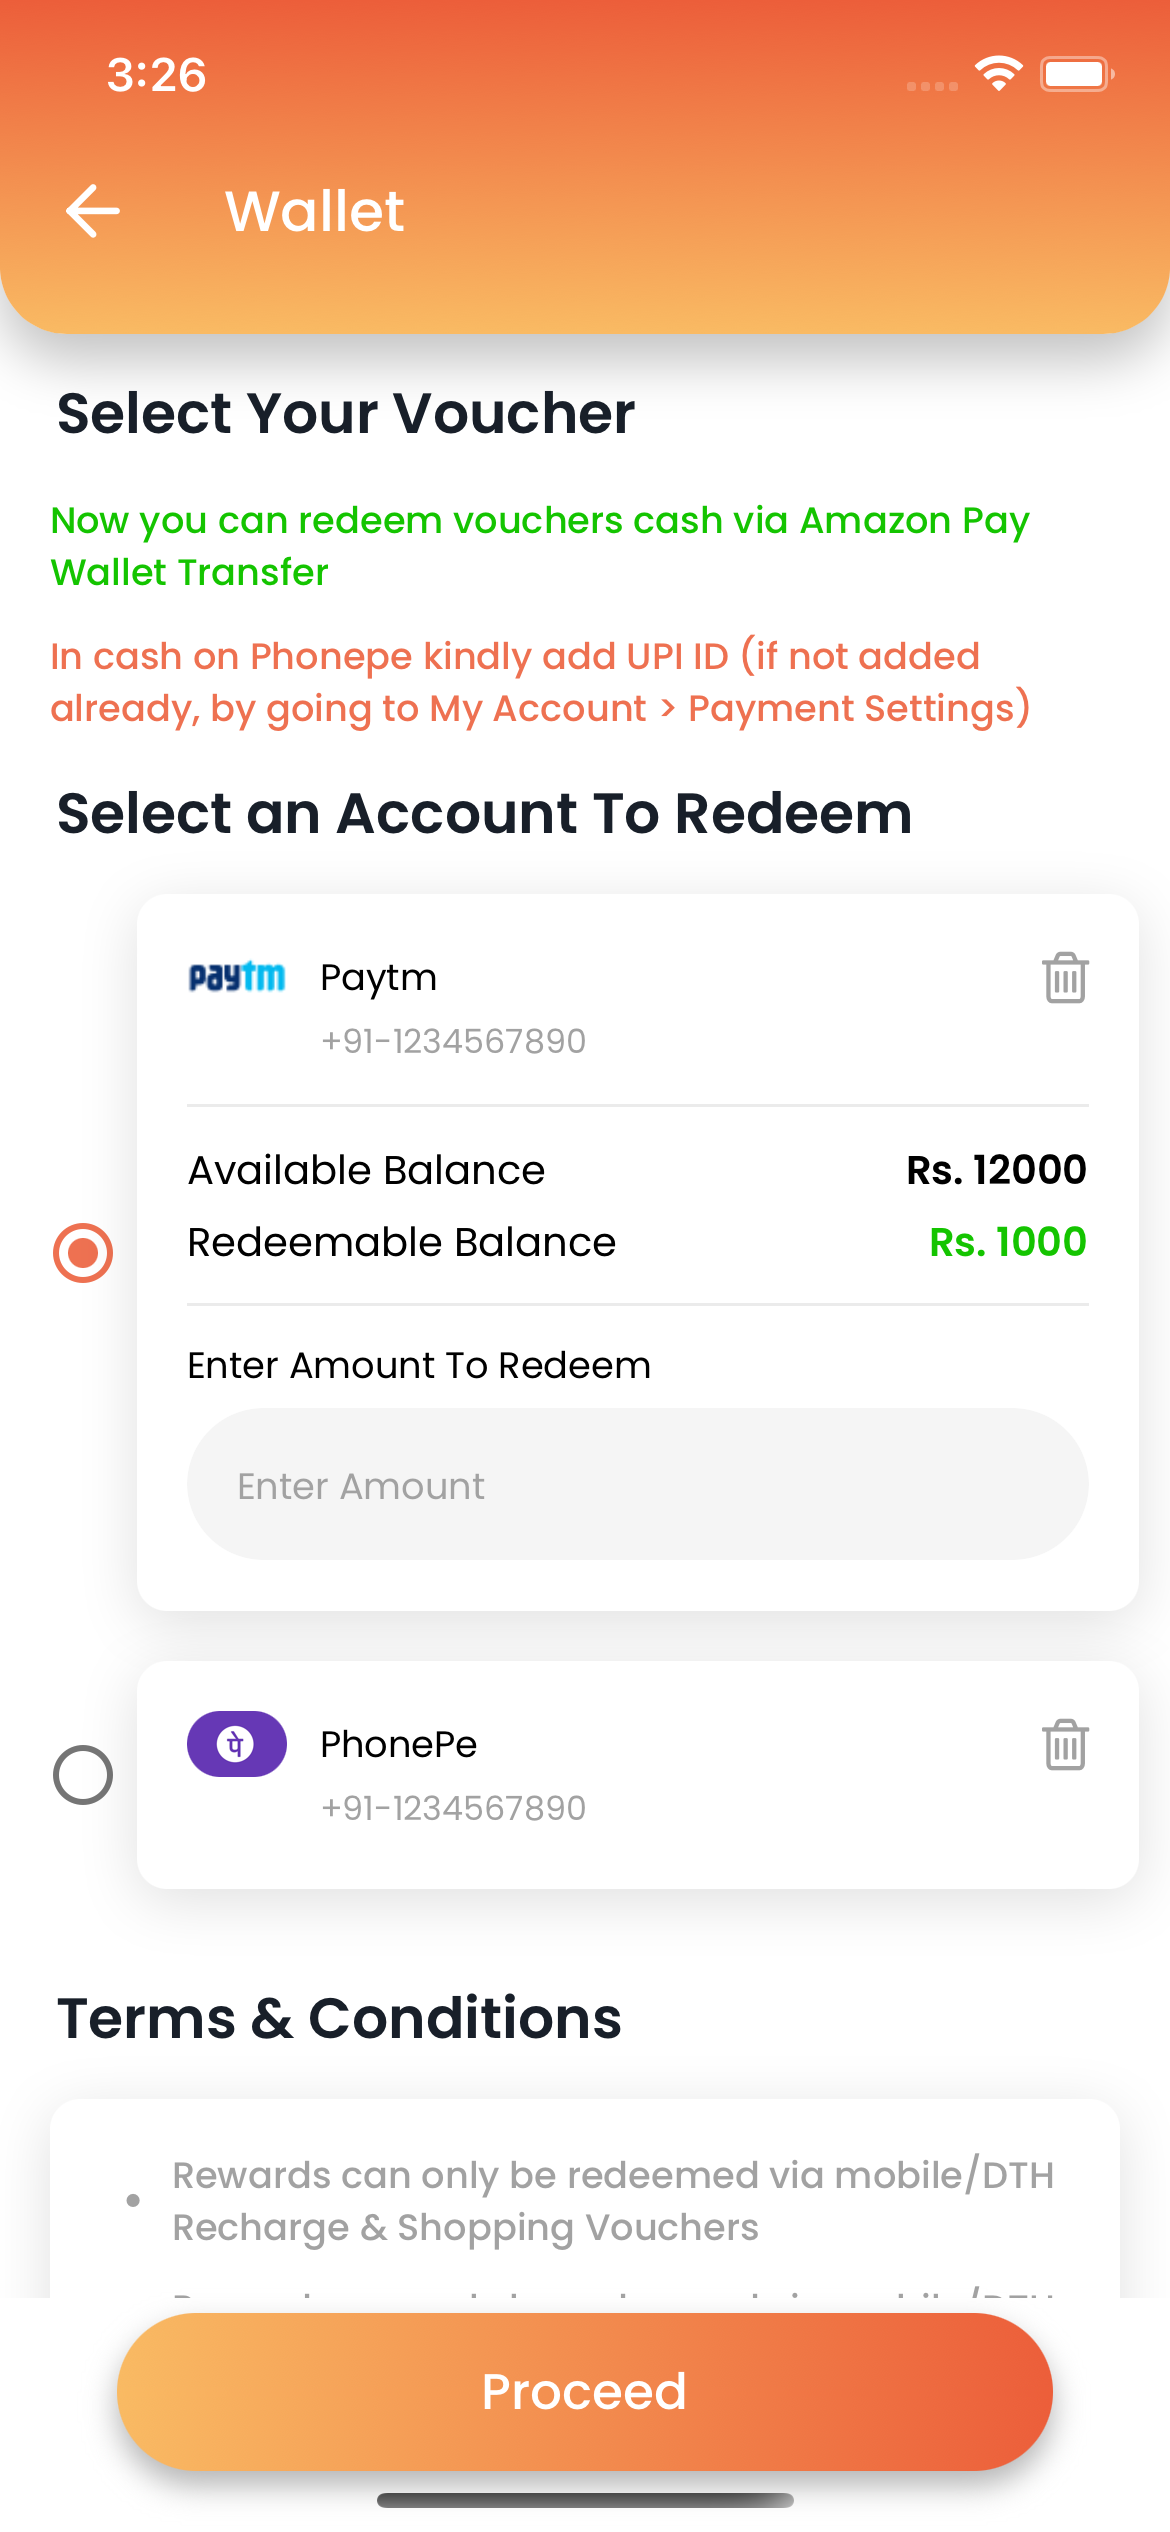 3:26
Wallet
Select Your Voucher
Now you can redeem vouchers cash via Amazon Pay
Wallet Transfer
In cash on Phonepe kindly add UPI ID (if not added
already, by going to My Account > Payment Settings)
Select an Account To Redeem
paytm Paytm
+91-1234567890
Available Balance Rs. 12000
Redeemable Balance Rs. 1000
Enter Amount To Redeem
Enter Amount
पे PhonePe
+91-1234567890
Terms & Conditions
• Rewards can only be redeemed via mobile/DTH
Recharge & Shopping Vouchers
Proceed